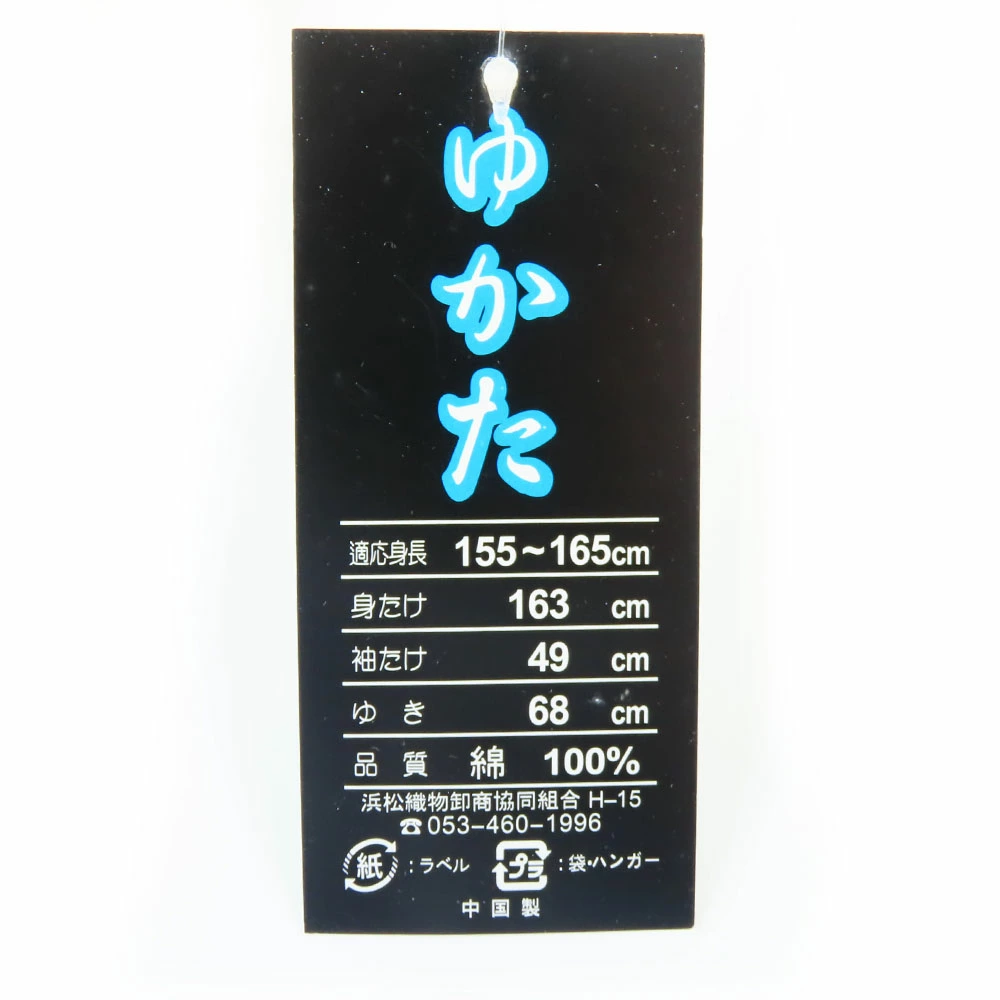 ゆかた
適応身長 155~165cm
身たけ 163 cm
袖たけ 49 cm
ゆき 68 cm
品質 綿 100%
浜松織物卸商協同組合 H-15
☎053-460-1996
紙 : ラベル プラ : 袋・ハンガー
中国製